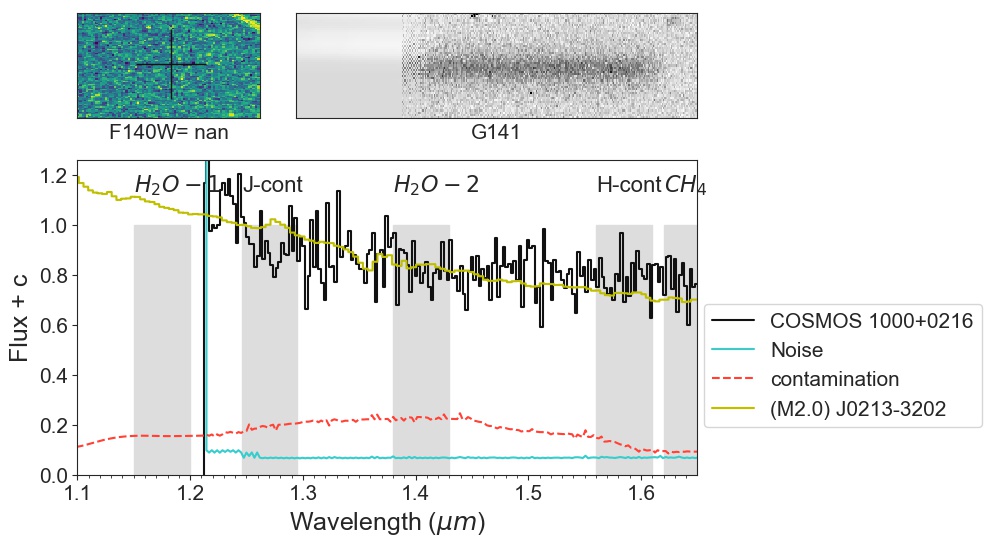 F140W= nan
G141
H₂O − 1
J-cont
H₂O − 2
H-cont
CH₄
1.2
1.0
0.8
0.6
0.4
0.2
0.0
Flux + c
1.1
1.2
1.3
1.4
1.5
1.6
Wavelength (μm)
COSMOS 1000+0216
Noise
contamination
(M2.0) J0213-3202